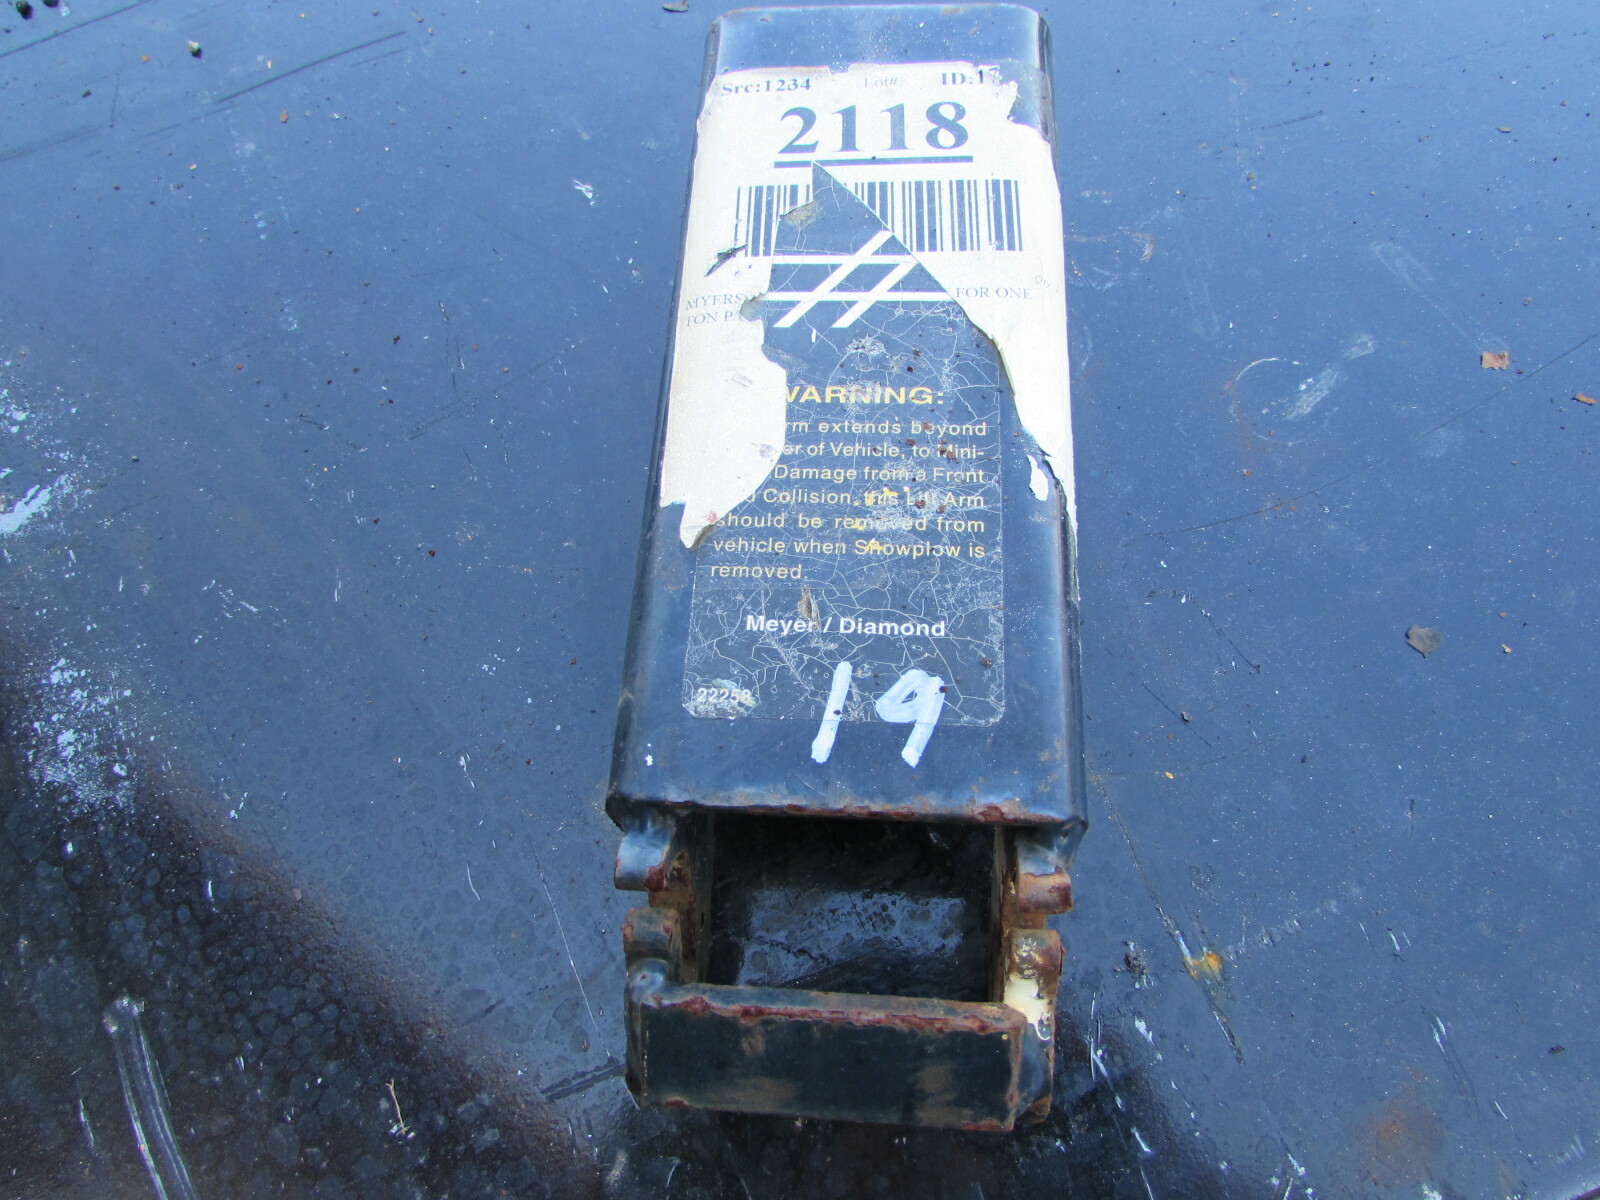 Src:1234 Lot# ID:17
2118
MYERS FOR ONE
TON P
WARNING:
rm extends beyond
er of Vehicle, to Mini-
Damage from a Front
d Collision, this Lift Arm
should be removed from
vehicle when Snowplow is
removed.
Meyer / Diamond
22258
19